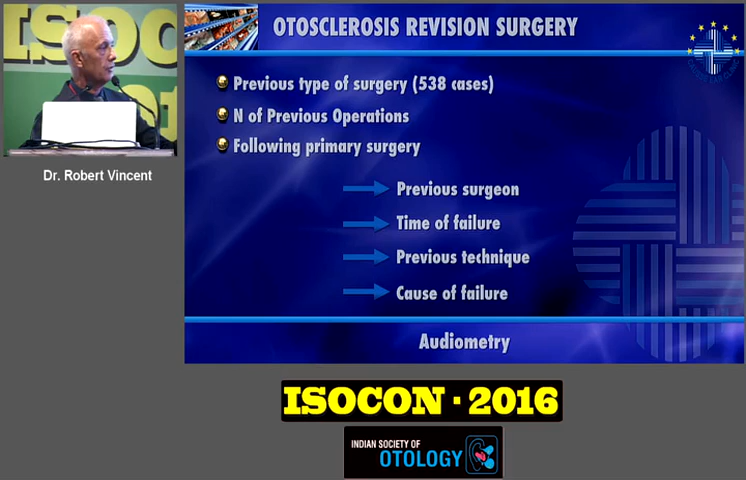 ISOCON
OTOSCLEROSIS REVISION SURGERY
Previous type of surgery (538 cases)
N of Previous Operations
Following primary surgery
Dr. Robert Vincent
Previous surgeon
Time of failure
Previous technique
Cause of failure
Audiometry
ISOCON · 2016
INDIAN SOCIETY OF
OTOLOGY